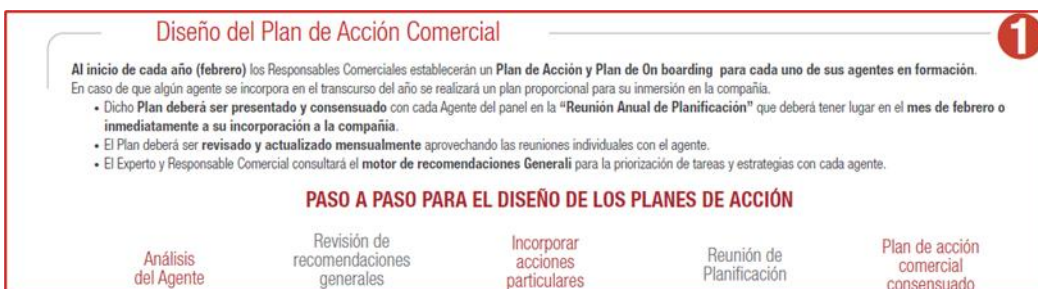 Diseño del Plan de Acción Comercial
1
Al inicio de cada año (febrero) los Responsables Comerciales establecerán un Plan de Acción y Plan de On boarding para cada uno de sus agentes en formación.
En caso de que algún agente se incorpora en el transcurso del año se realizará un plan proporcional para su inmersión en la compañía.
• Dicho Plan deberá ser presentado y consensuado con cada Agente del panel en la “Reunión Anual de Planificación” que deberá tener lugar en el mes de febrero o
inmediatamente a su incorporación a la compañía.
• El Plan deberá ser revisado y actualizado mensualmente aprovechando las reuniones individuales con el agente.
• El Experto y Responsable Comercial consultará el motor de recomendaciones Generali para la priorización de tareas y estrategias con cada agente.
PASO A PASO PARA EL DISEÑO DE LOS PLANES DE ACCIÓN
Análisis
del Agente
Revisión de
recomendaciones
generales
Incorporar
acciones
particulares
Reunión de
Planificación
Plan de acción
comercial
consensuado